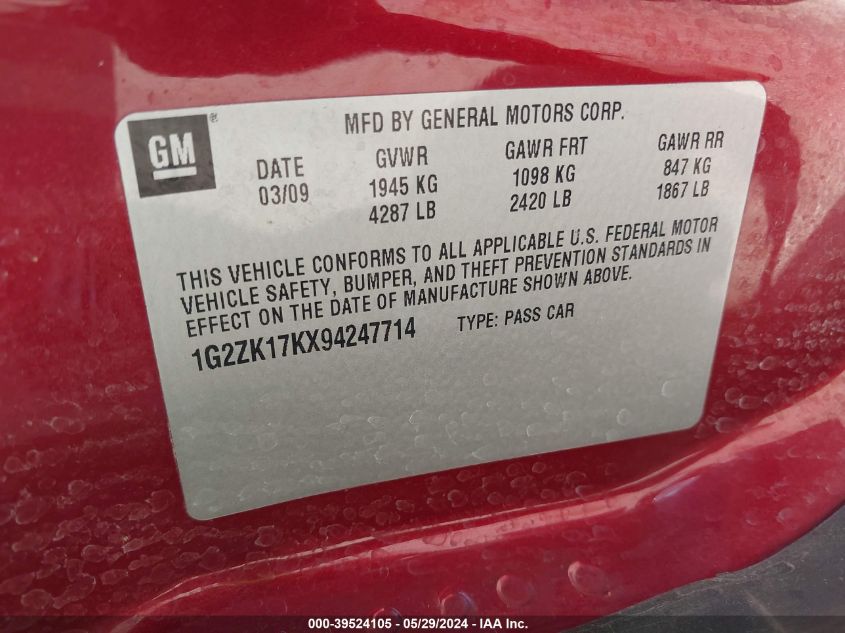 GM®
MFD BY GENERAL MOTORS CORP.
DATE GVWR GAWR FRT GAWR RR
03/09 1945 KG 1098 KG 847 KG
4287 LB 2420 LB 1867 LB
THIS VEHICLE CONFORMS TO ALL APPLICABLE U.S. FEDERAL MOTOR
VEHICLE SAFETY, BUMPER, AND THEFT PREVENTION STANDARDS IN
EFFECT ON THE DATE OF MANUFACTURE SHOWN ABOVE.
1G2ZK17KX94247714 TYPE: PASS CAR
000-39524105 - 05/29/2024 - IAA Inc.